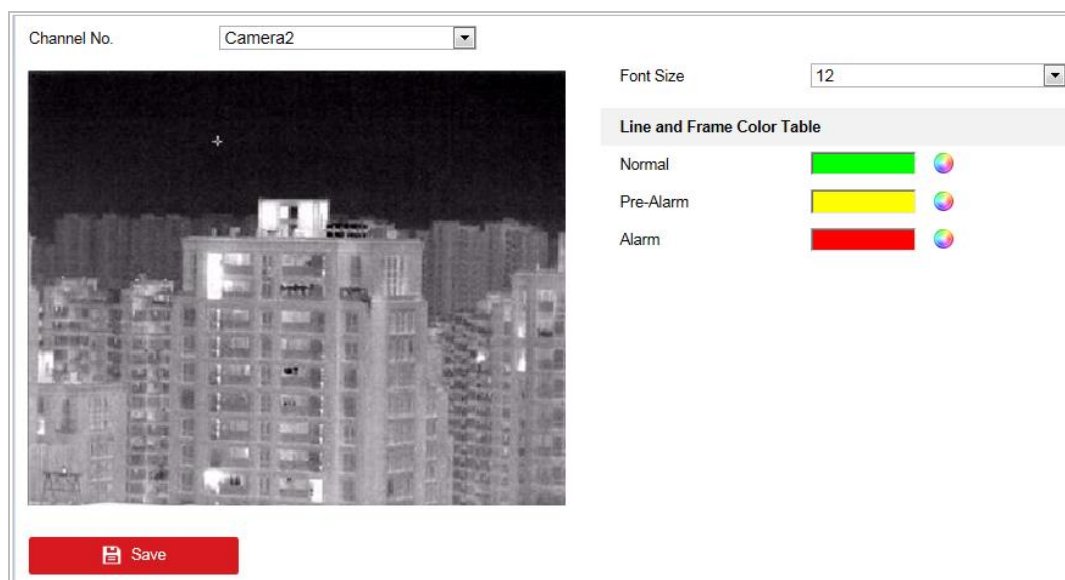 Channel No. Camera2
Font Size 12
Line and Frame Color Table
Normal
Pre-Alarm
Alarm
Save